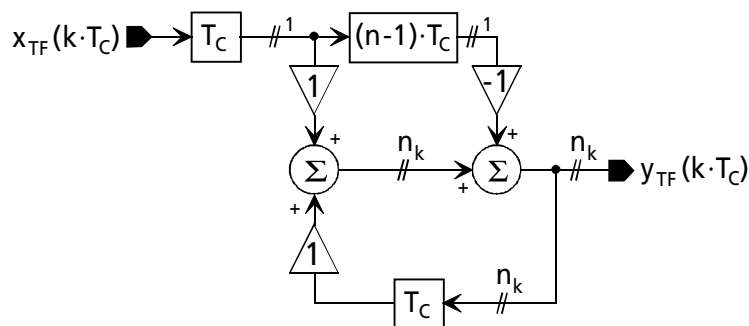 x_TF(k·T_C)
T_C
1
(n-1)·T_C
1
1
-1
+
+
Σ
n_k
+
Σ
n_k
y_TF(k·T_C)
+
1
T_C
n_k